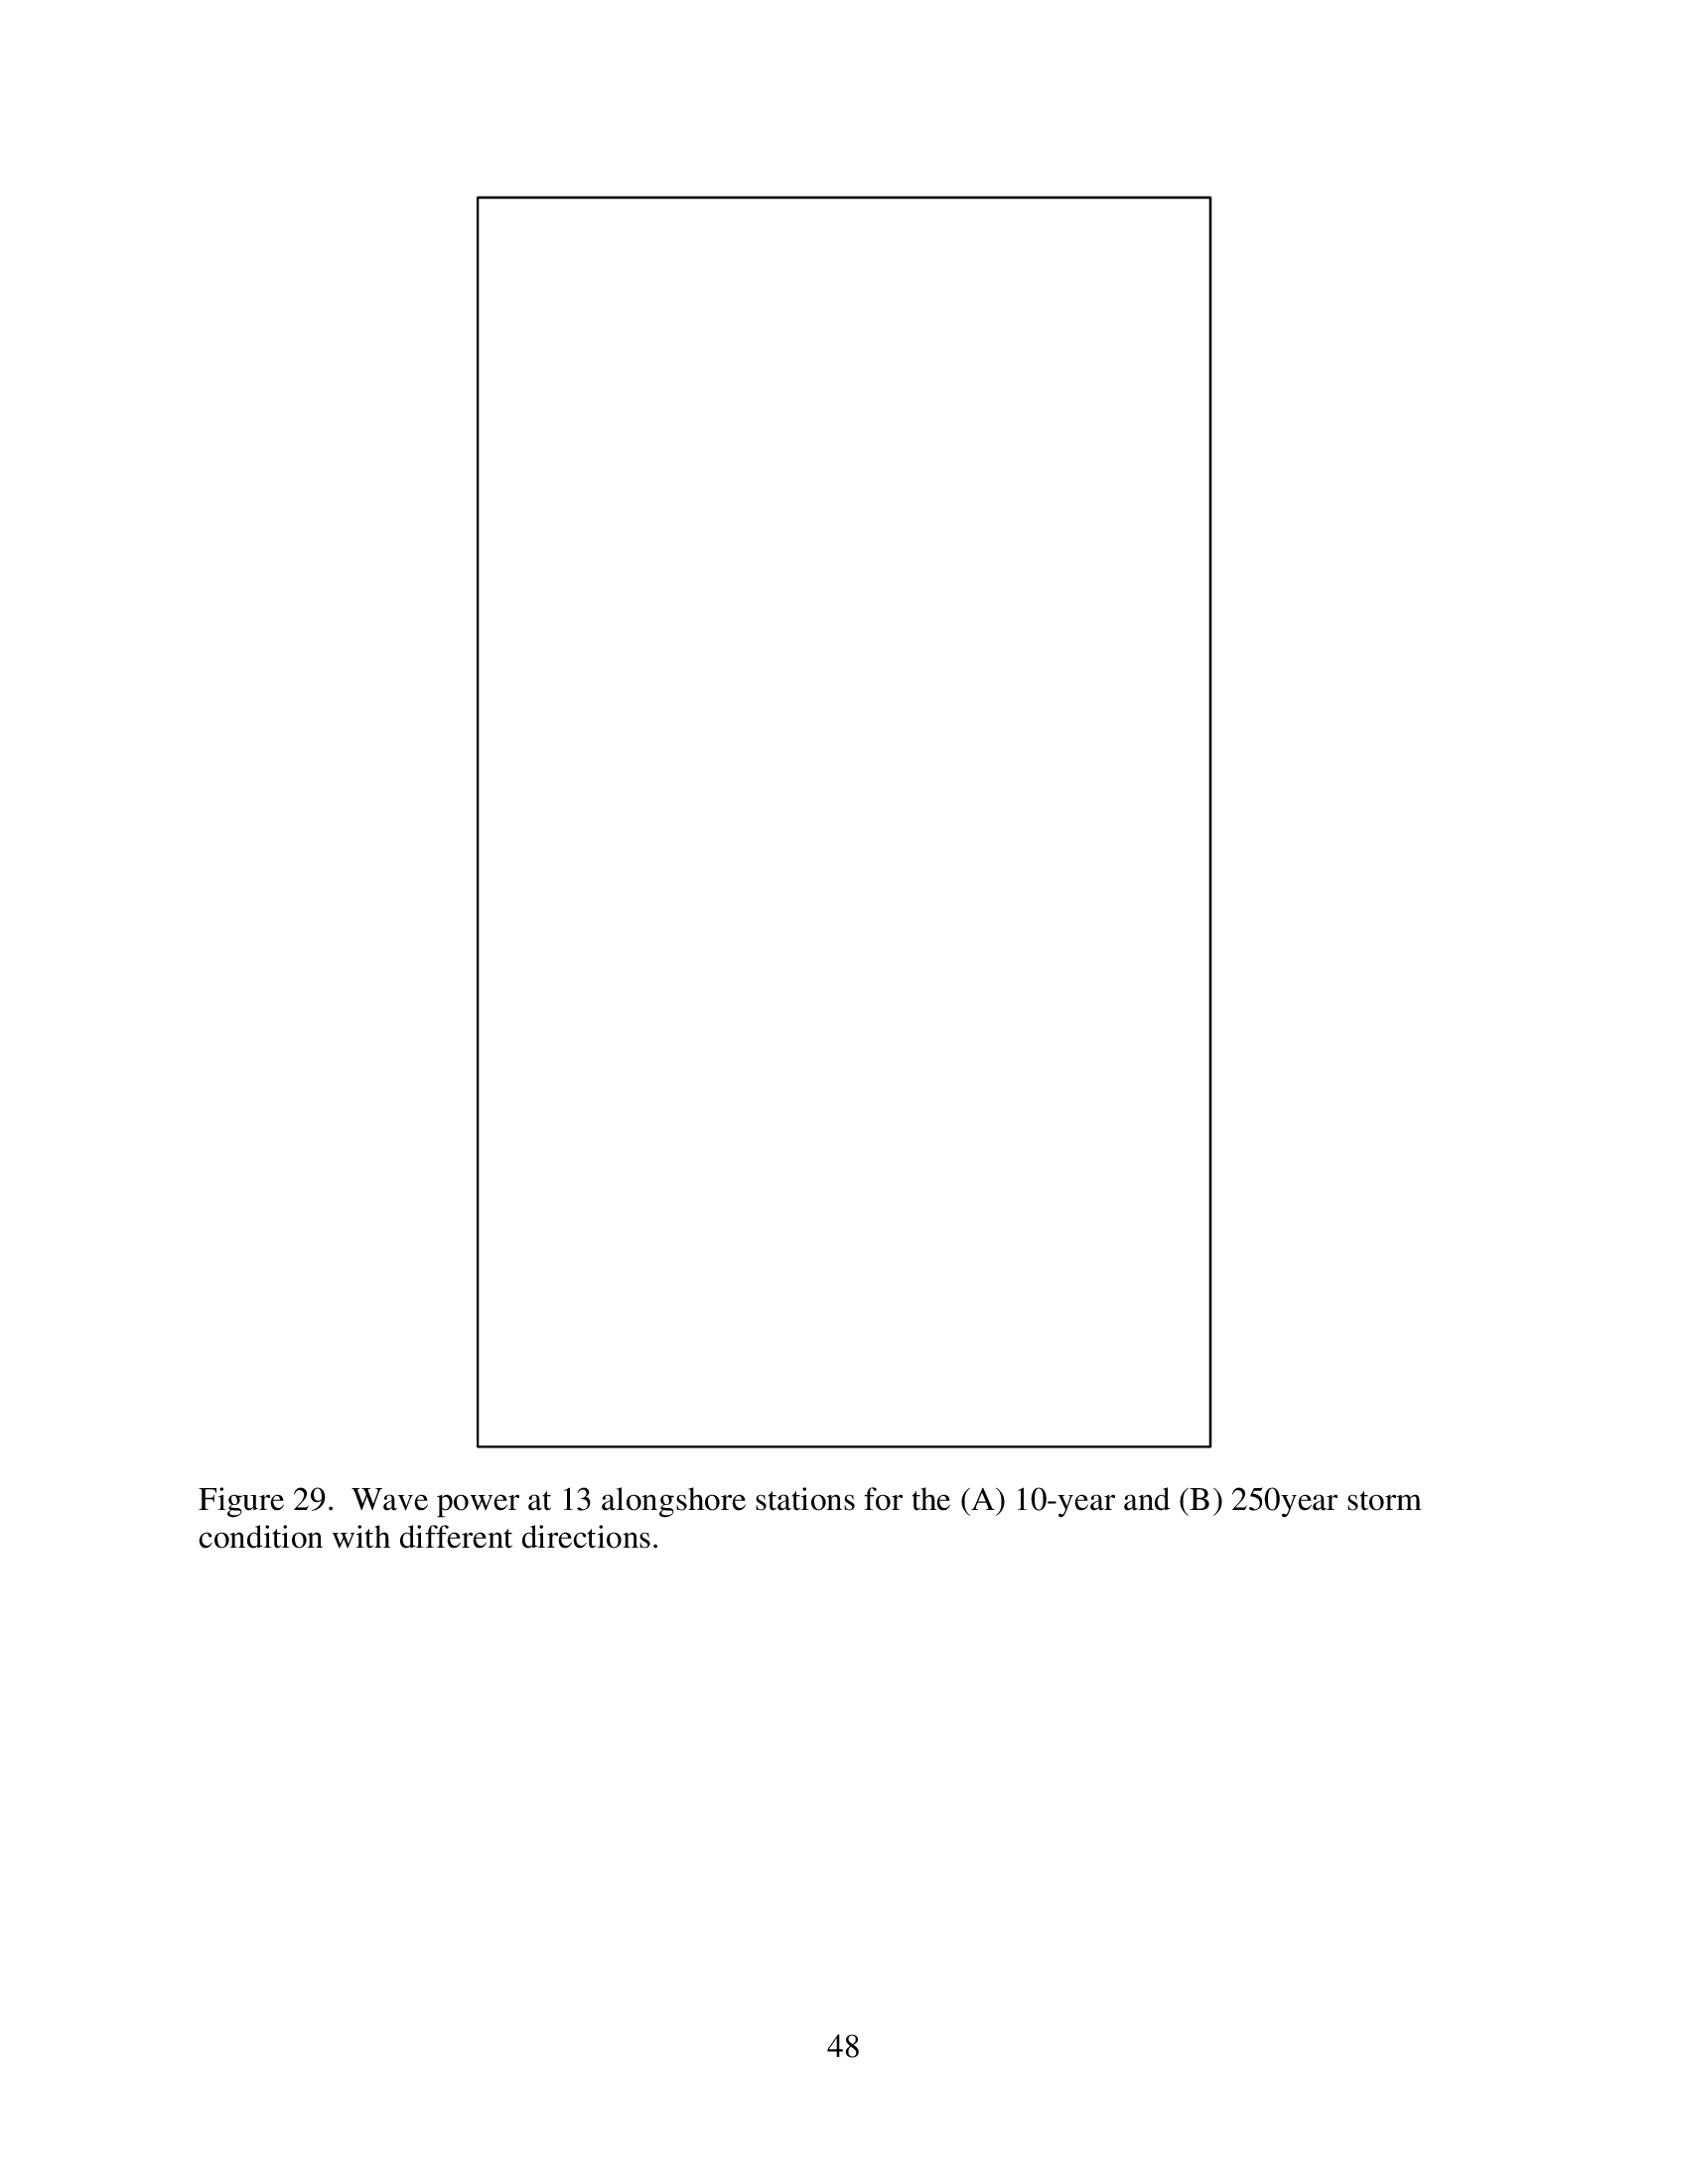 Figure 29.  Wave power at 13 alongshore stations for the (A) 10-year and (B) 250year storm
condition with different directions.
48